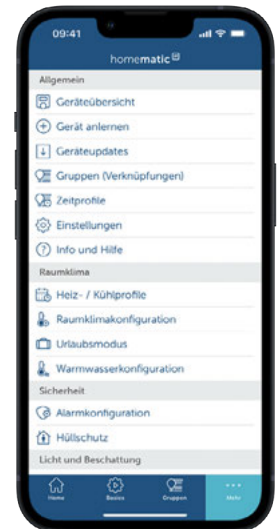 09:41
homematic IP
Allgemein
Geräteübersicht
Gerät anlernen
Geräteupdates
Gruppen (Verknüpfungen)
Zeitprofile
Einstellungen
Info und Hilfe
Raumklima
Heiz- / Kühlprofile
Raumklimakonfiguration
Urlaubsmodus
Warmwasserkonfiguration
Sicherheit
Alarmkonfiguration
Hüllschutz
Licht und Beschattung
Home
Basics
Gruppen
Mehr